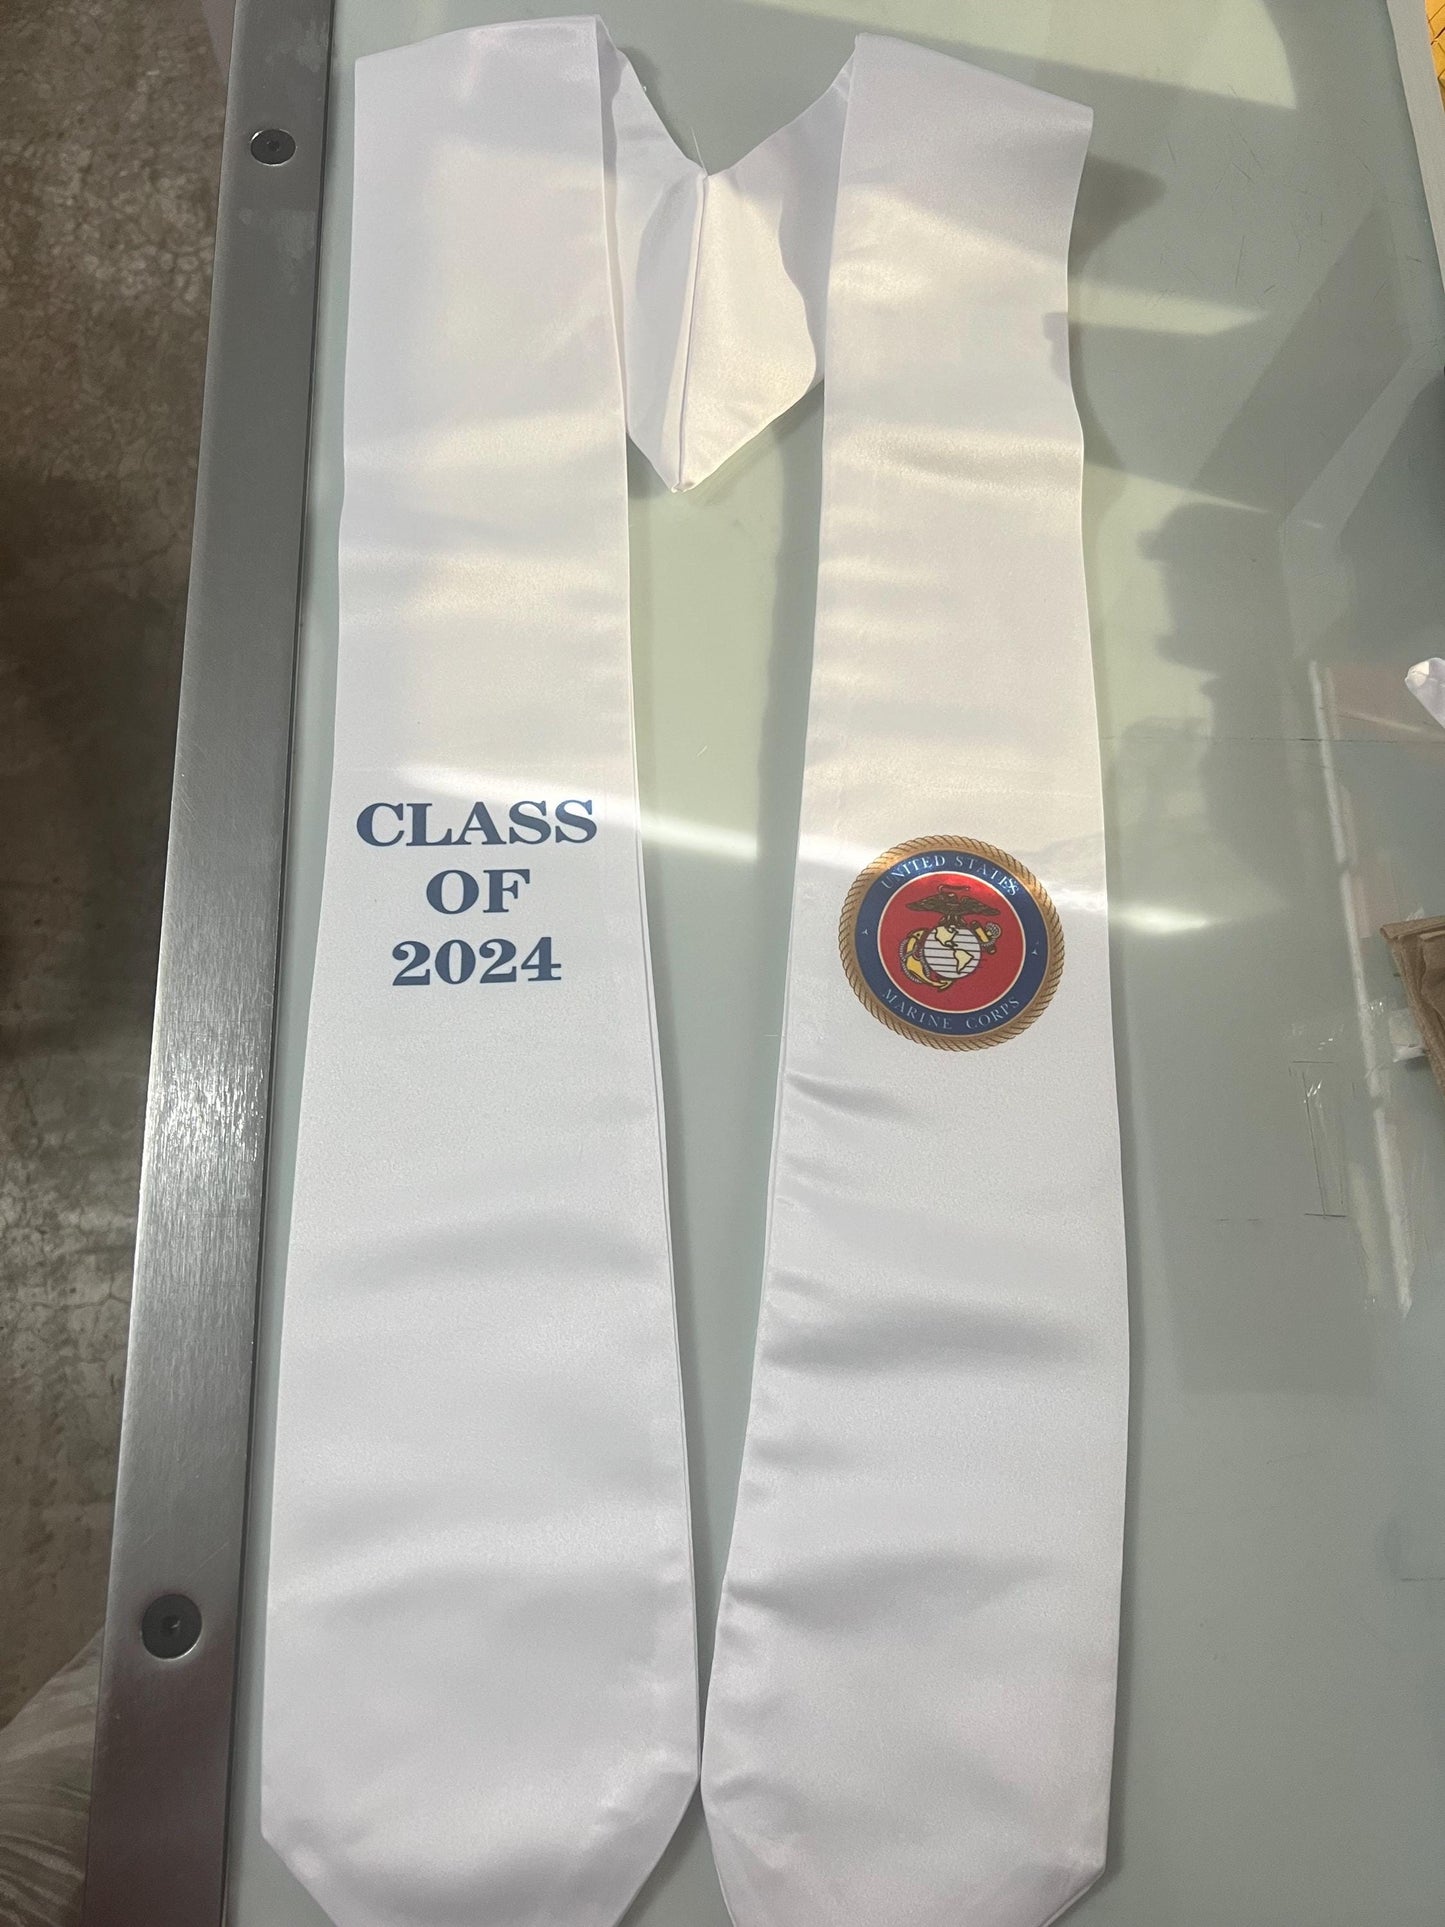 CLASS
OF
2024
UNITED STATES
MARINE CORPS